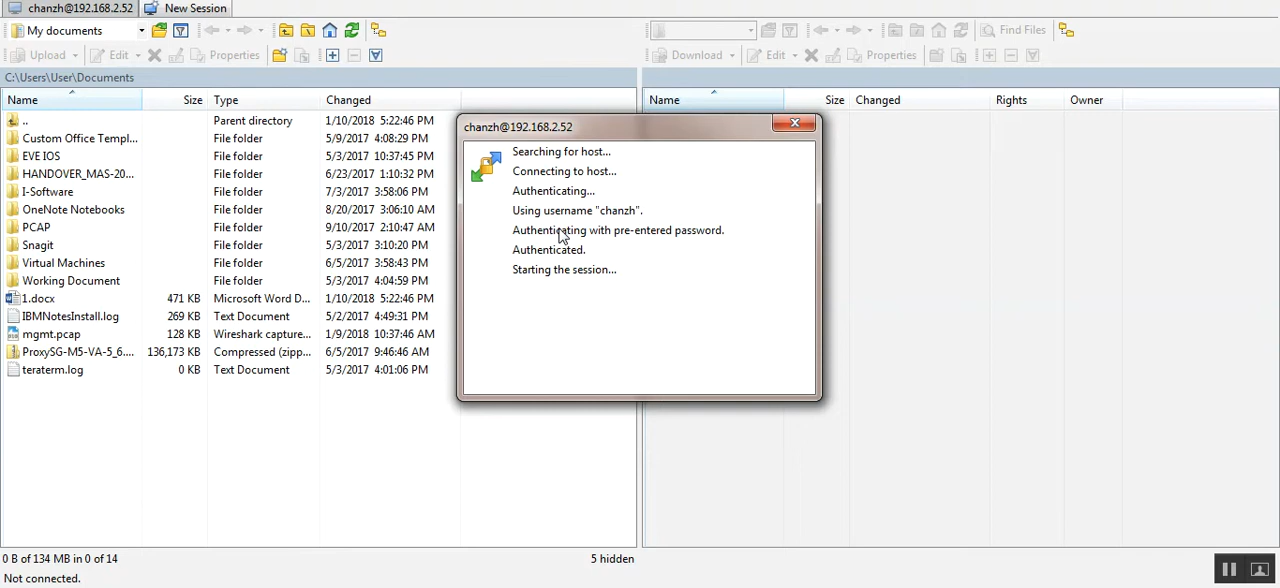 chanzh@192.168.2.52 New Session
My documents Find Files
Upload Edit Properties Download Edit Properties
C:\Users\User\Documents
Name Size Type Changed Name Size Changed Rights Owner
.. Parent directory 1/10/2018 5:22:46 PM
Custom Office Templ... File folder 5/9/2017 4:08:29 PM
EVE IOS File folder 5/3/2017 10:37:45 PM
HANDOVER_MAS-20... File folder 6/23/2017 1:10:32 PM
I-Software File folder 7/3/2017 3:58:06 PM
OneNote Notebooks File folder 8/20/2017 3:06:10 AM
PCAP File folder 9/10/2017 2:10:47 AM
Snagit File folder 5/3/2017 3:10:20 PM
Virtual Machines File folder 6/5/2017 3:58:43 PM
Working Document File folder 5/3/2017 4:04:59 PM
1.docx 471 KB Microsoft Word D... 1/10/2018 5:22:46 PM
IBMNotesInstall.log 269 KB Text Document 5/2/2017 4:49:31 PM
mgmt.pcap 128 KB Wireshark capture... 1/9/2018 10:37:46 AM
ProxySG-M5-VA-5_6.... 136,173 KB Compressed (zipp... 6/5/2017 9:46:46 AM
teraterm.log 0 KB Text Document 5/3/2017 4:01:06 PM
chanzh@192.168.2.52
Searching for host...
Connecting to host...
Authenticating...
Using username "chanzh".
Authenticating with pre-entered password.
Authenticated.
Starting the session...
0 B of 134 MB in 0 of 14 5 hidden
Not connected.